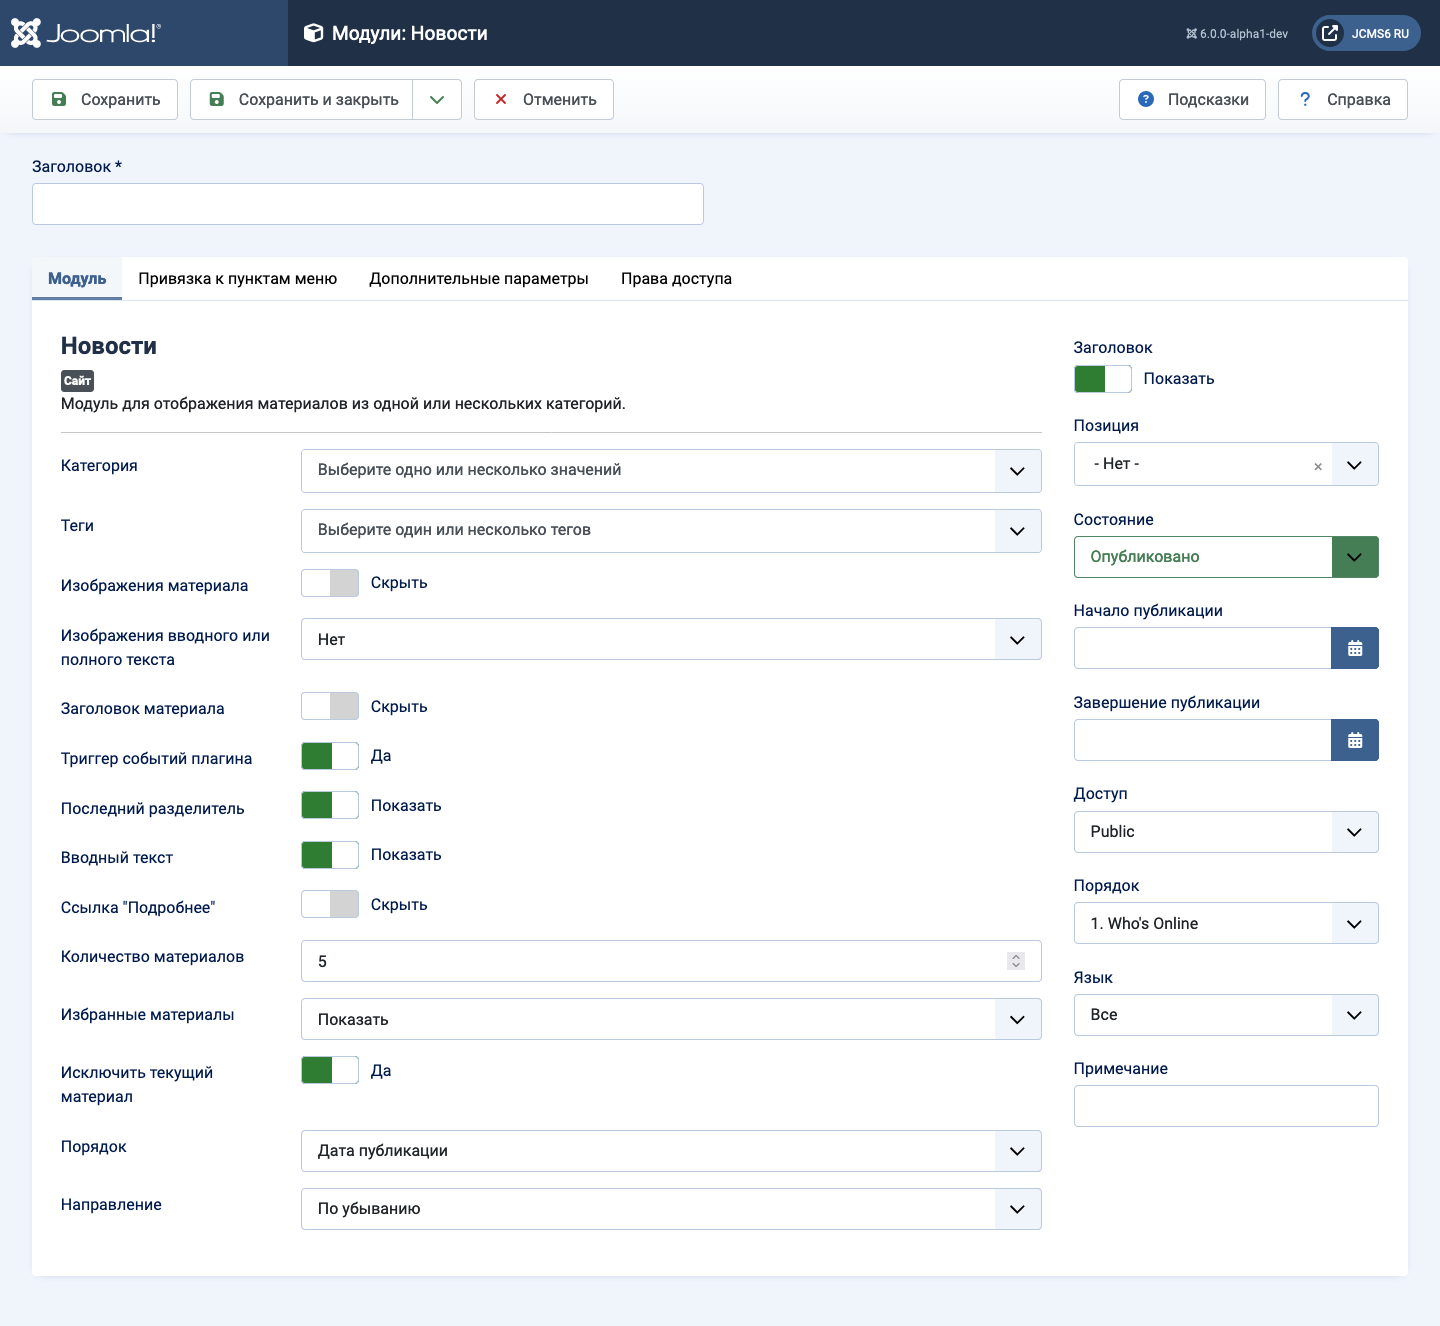 Joomla!®
Модули: Новости
6.0.0-alpha1-dev
JCMS6 RU
Сохранить
Сохранить и закрыть
Отменить
Подсказки
Справка
Заголовок *
Модуль
Привязка к пунктам меню
Дополнительные параметры
Права доступа
Новости
Сайт
Модуль для отображения материалов из одной или нескольких категорий.
Категория
Выберите одно или несколько значений
Теги
Выберите один или несколько тегов
Изображения материала
Скрыть
Изображения вводного или
полного текста
Нет
Заголовок материала
Скрыть
Триггер событий плагина
Да
Последний разделитель
Показать
Вводный текст
Показать
Ссылка "Подробнее"
Скрыть
Количество материалов
5
Избранные материалы
Показать
Исключить текущий
материал
Да
Порядок
Дата публикации
Направление
По убыванию
Заголовок
Показать
Позиция
- Нет -
Состояние
Опубликовано
Начало публикации
Завершение публикации
Доступ
Public
Порядок
1. Who's Online
Язык
Все
Примечание